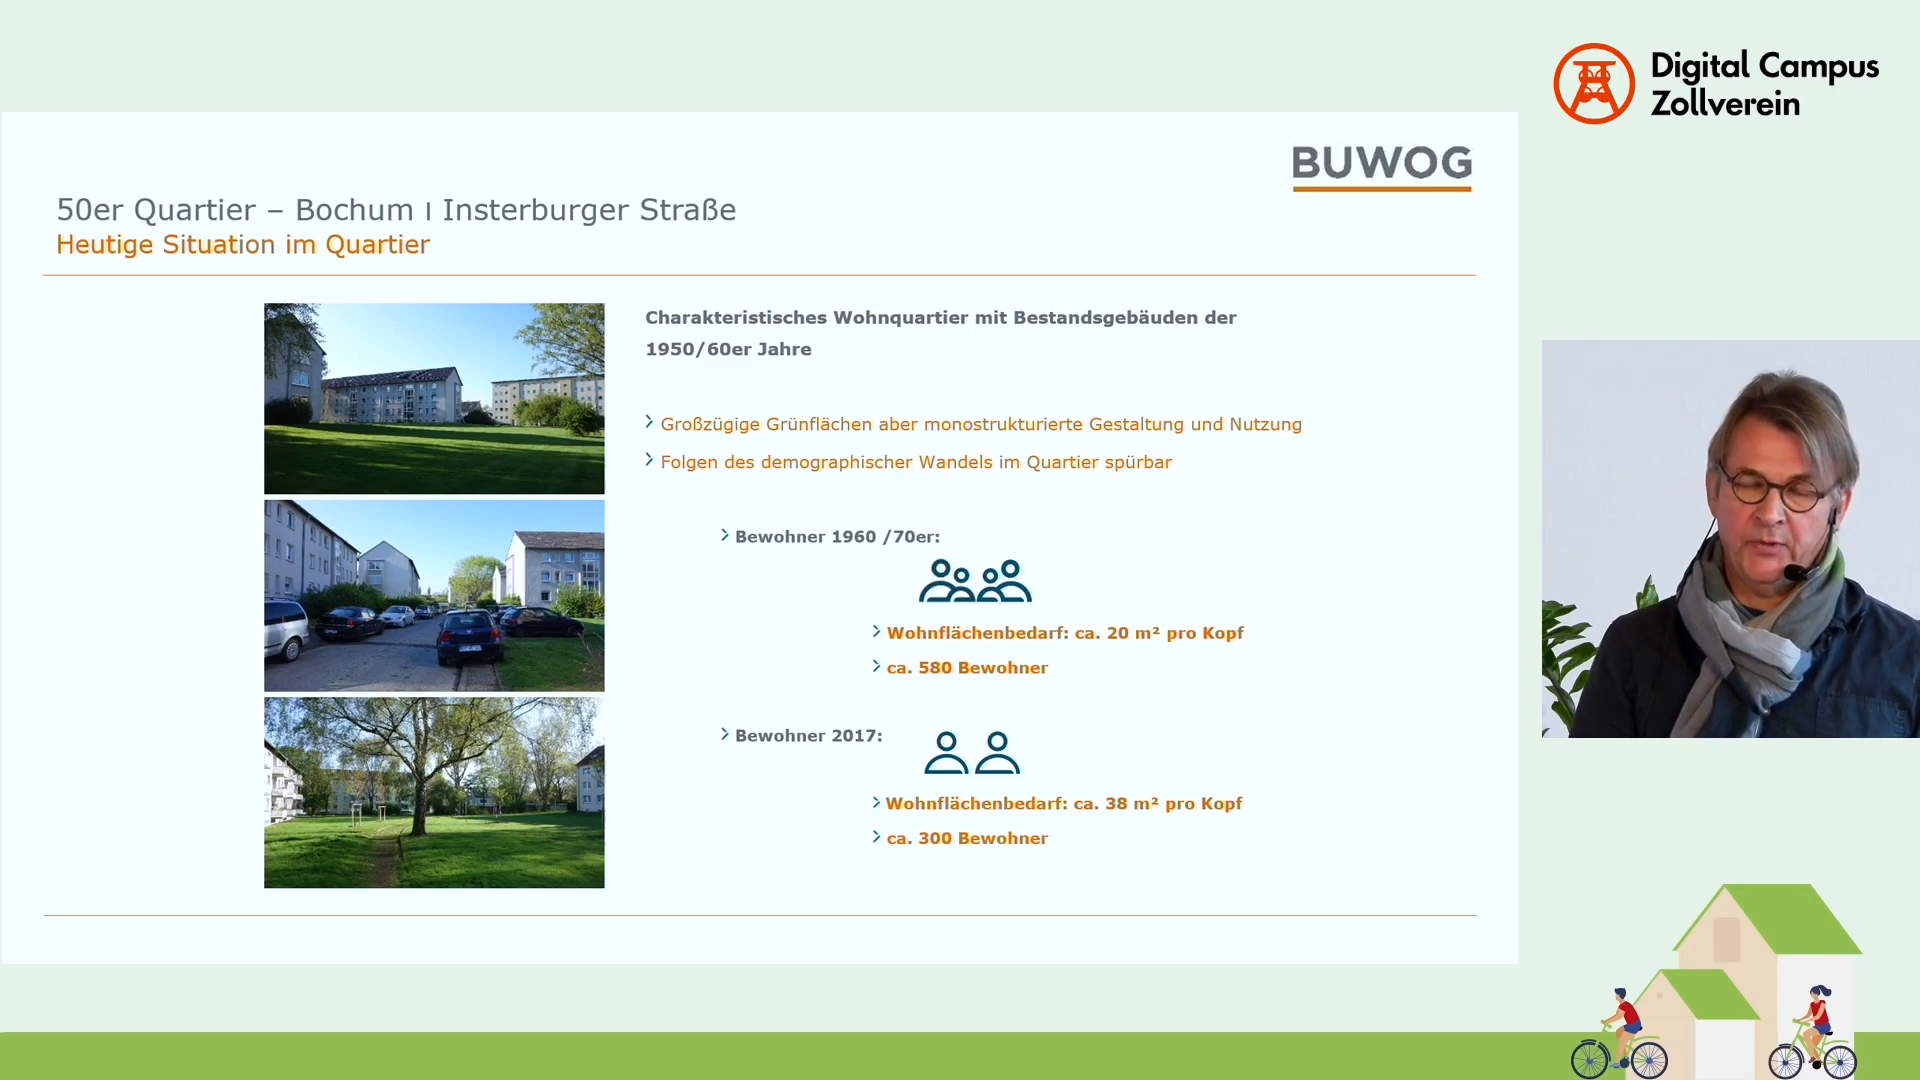 Digital Campus
Zollverein
BUWOG
50er Quartier – Bochum I Insterburger Straße
Heutige Situation im Quartier
Charakteristisches Wohnquartier mit Bestandsgebäuden der
1950/60er Jahre
Großzügige Grünflächen aber monostrukturierte Gestaltung und Nutzung
Folgen des demographischer Wandels im Quartier spürbar
Bewohner 1960 /70er:
Wohnflächenbedarf: ca. 20 m² pro Kopf
ca. 580 Bewohner
Bewohner 2017:
Wohnflächenbedarf: ca. 38 m² pro Kopf
ca. 300 Bewohner